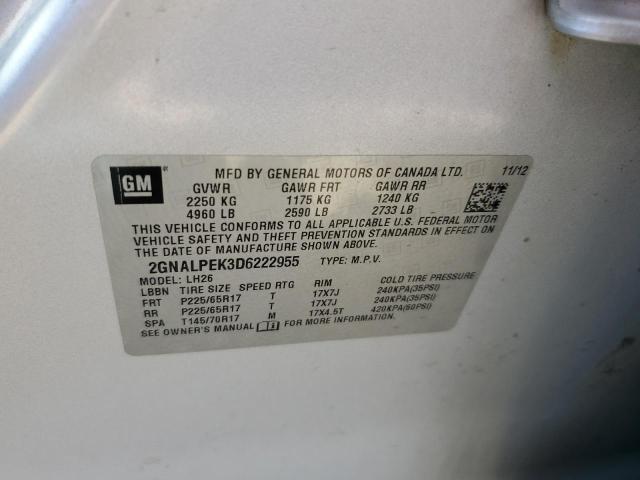 GM
MFD BY GENERAL MOTORS OF CANADA LTD. 11/12
GVWR GAWR FRT GAWR RR
2250 KG 1175 KG 1240 KG
4960 LB 2590 LB 2733 LB
THIS VEHICLE CONFORMS TO ALL APPLICABLE U.S. FEDERAL MOTOR
VEHICLE SAFETY AND THEFT PREVENTION STANDARDS IN EFFECT ON
THE DATE OF MANUFACTURE SHOWN ABOVE.
2GNALPEK3D6222955 TYPE: M.P.V.
MODEL: LH26
LBBN TIRE SIZE SPEED RTG RIM COLD TIRE PRESSURE
FRT P225/65R17 T 17X7J 240KPA(35PSI)
RR P225/65R17 T 17X7J 240KPA(35PSI)
SPA T145/70R17 M 17X4.5T 420KPA(60PSI)
SEE OWNER'S MANUAL FOR MORE INFORMATION.